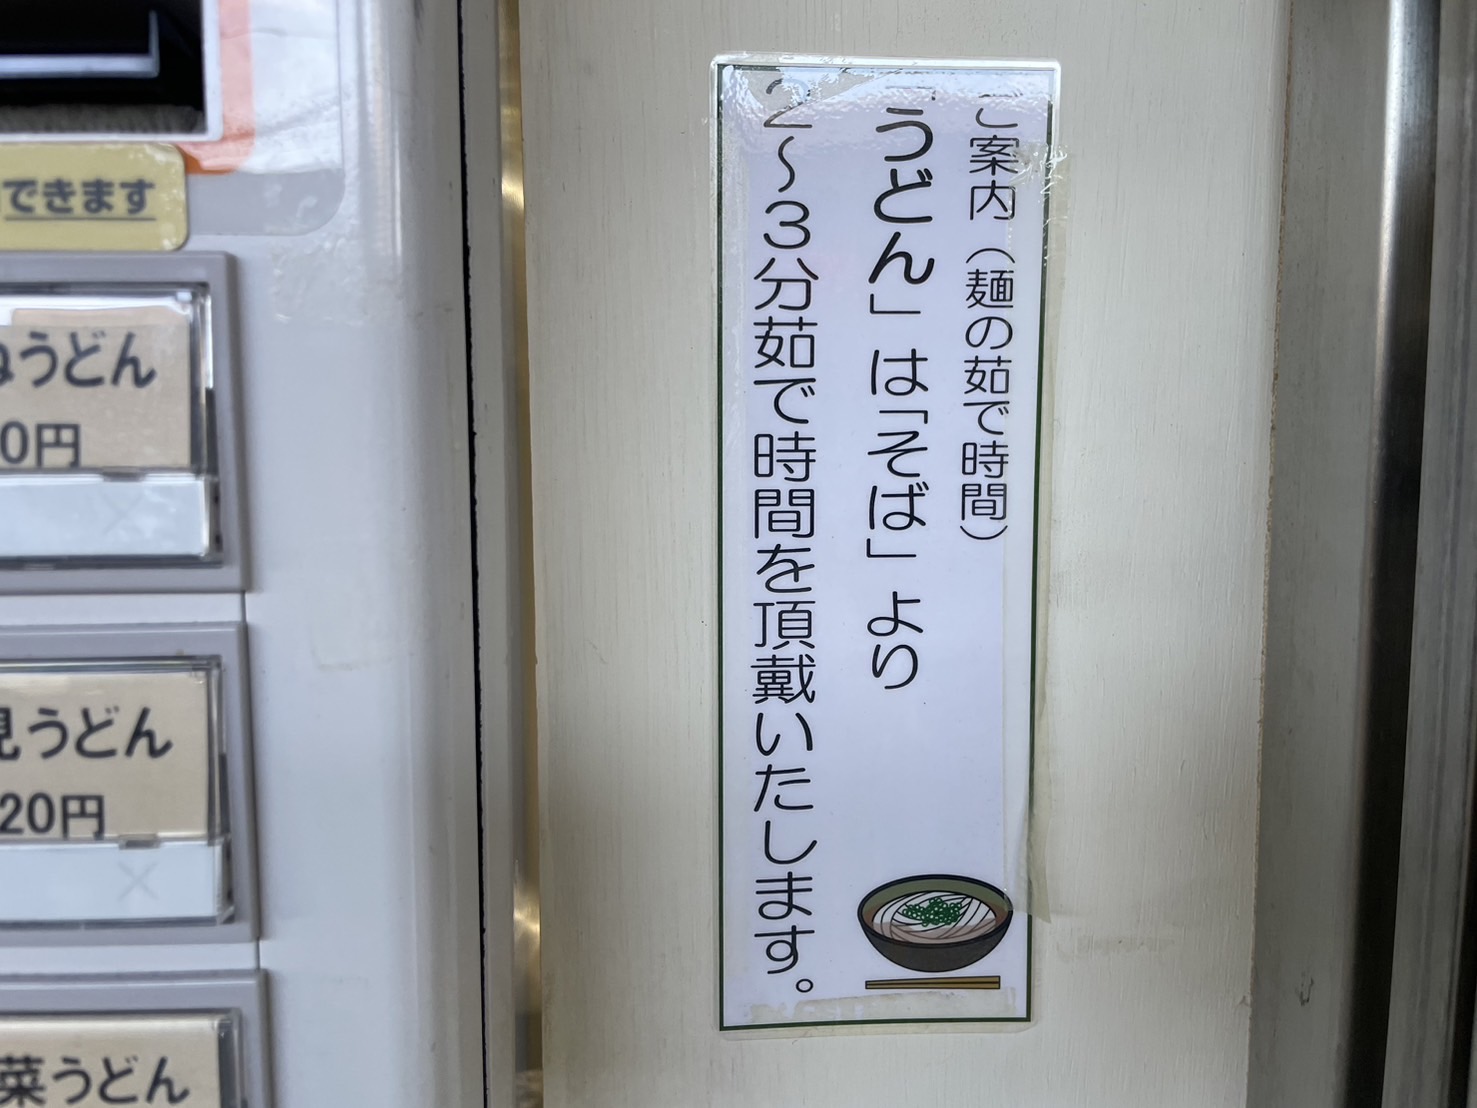 ご案内（麺の茹で時間）
「うどん」は「そば」より
2～3分茹で時間を頂戴いたします。
できます
うどん
0円
見うどん
20円
菜うどん